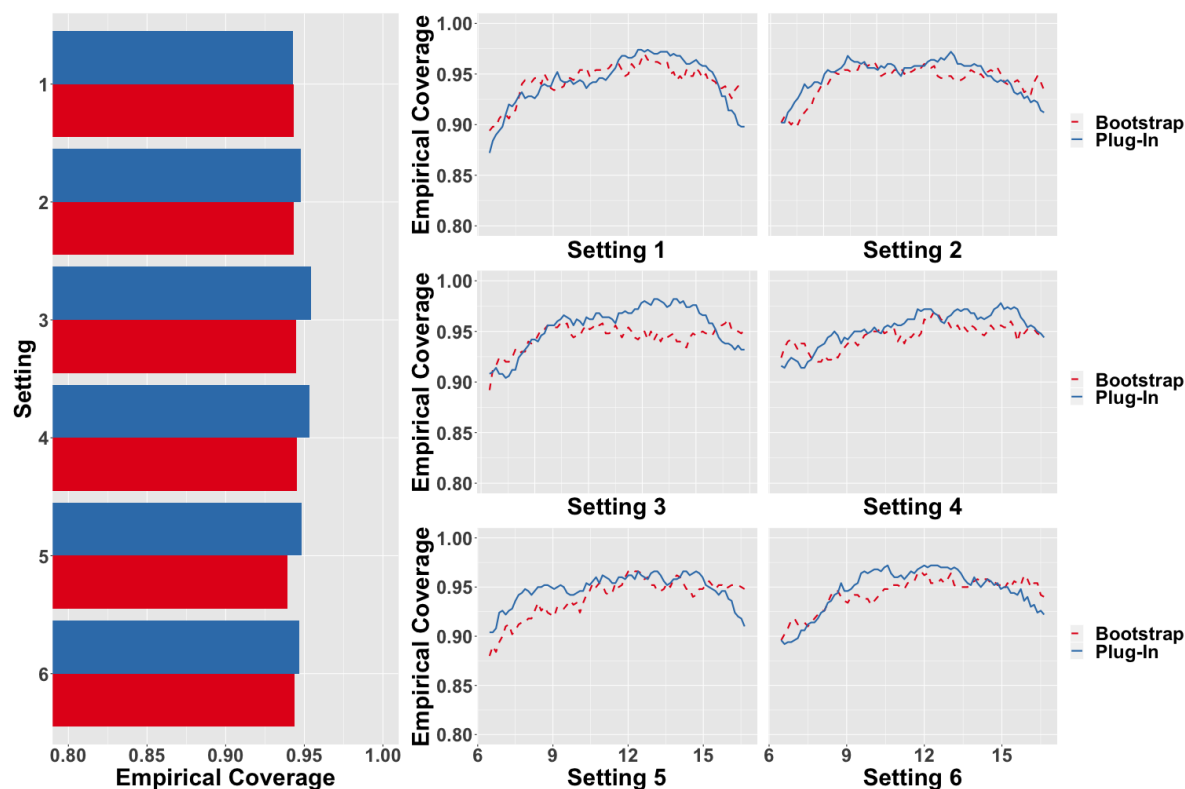 Setting
1
2
3
4
5
6
0.80 0.85 0.90 0.95 1.00
Empirical Coverage
Empirical Coverage
1.00
0.95
0.90
0.85
0.80
Setting 1
Setting 2
Bootstrap
Plug-In
Empirical Coverage
1.00
0.95
0.90
0.85
0.80
Setting 3
Setting 4
Bootstrap
Plug-In
Empirical Coverage
1.00
0.95
0.90
0.85
0.80
6 9 12 15
Setting 5
6 9 12 15
Setting 6
Bootstrap
Plug-In